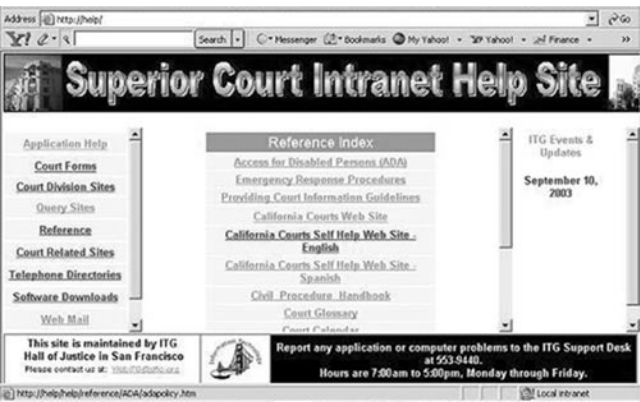 Address http://help/ Go
Y! Search Messenger Bookmarks My Yahoo! Yahoo! Finance »
Superior Court Intranet Help Site
Application Help
Court Forms
Court Division Sites
Query Sites
Reference
Court Related Sites
Telephone Directories
Software Downloads
Web Mail
Reference Index
Access for Disabled Persons (ADA)
Emergency Response Procedures
Providing Court Information Guidelines
California Courts Web Site
California Courts Self Help Web Site -
English
California Courts Self Help Web Site -
Spanish
Civil Procedure Handbook
Court Glossary
Court Calendar
ITG Events &
Updates
September 10,
2003
This site is maintained by ITG
Hall of Justice in San Francisco
Please contact us at:
Report any application or computer problems to the ITG Support Desk
at 553-9440.
Hours are 7:00am to 5:00pm, Monday through Friday.
http://help/help/reference/ADA/adapolicy.htm Local intranet